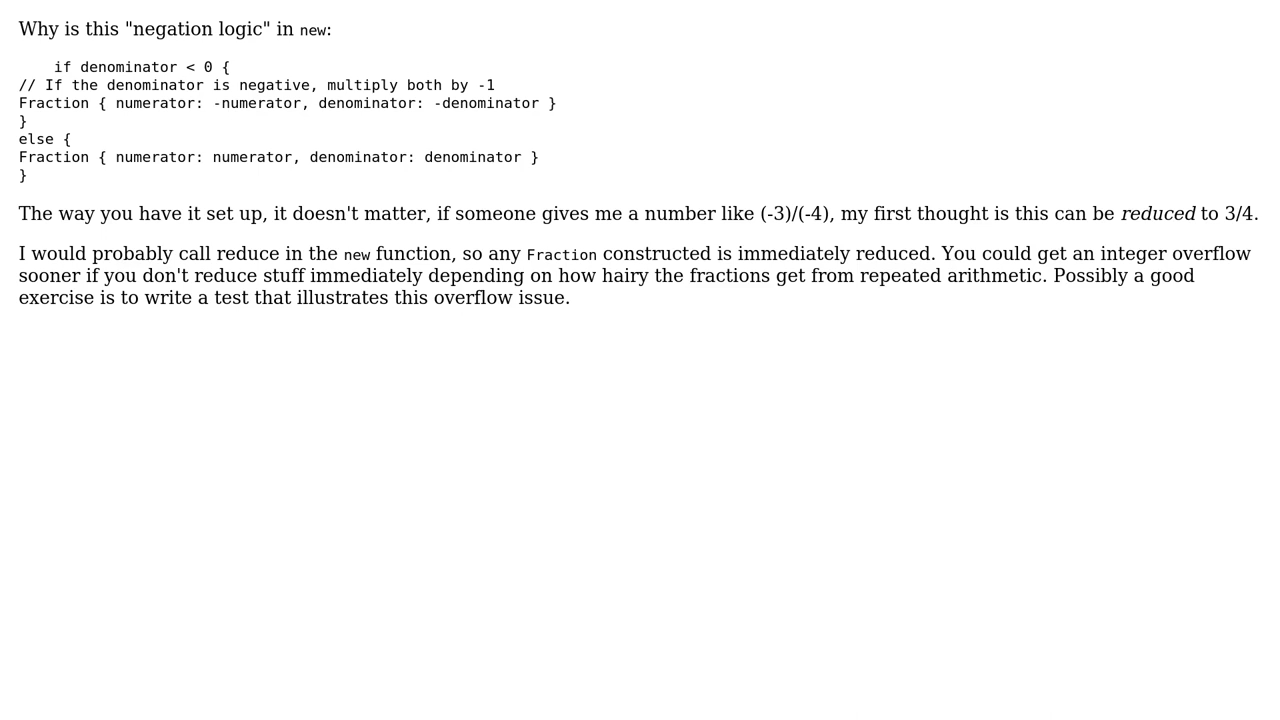 Why is this "negation logic" in new:
    if denominator < 0 {
// If the denominator is negative, multiply both by -1
Fraction { numerator: -numerator, denominator: -denominator }
}
else {
Fraction { numerator: numerator, denominator: denominator }
}
The way you have it set up, it doesn't matter, if someone gives me a number like (-3)/(-4), my first thought is this can be reduced to 3/4.
I would probably call reduce in the new function, so any Fraction constructed is immediately reduced. You could get an integer overflow
sooner if you don't reduce stuff immediately depending on how hairy the fractions get from repeated arithmetic. Possibly a good
exercise is to write a test that illustrates this overflow issue.